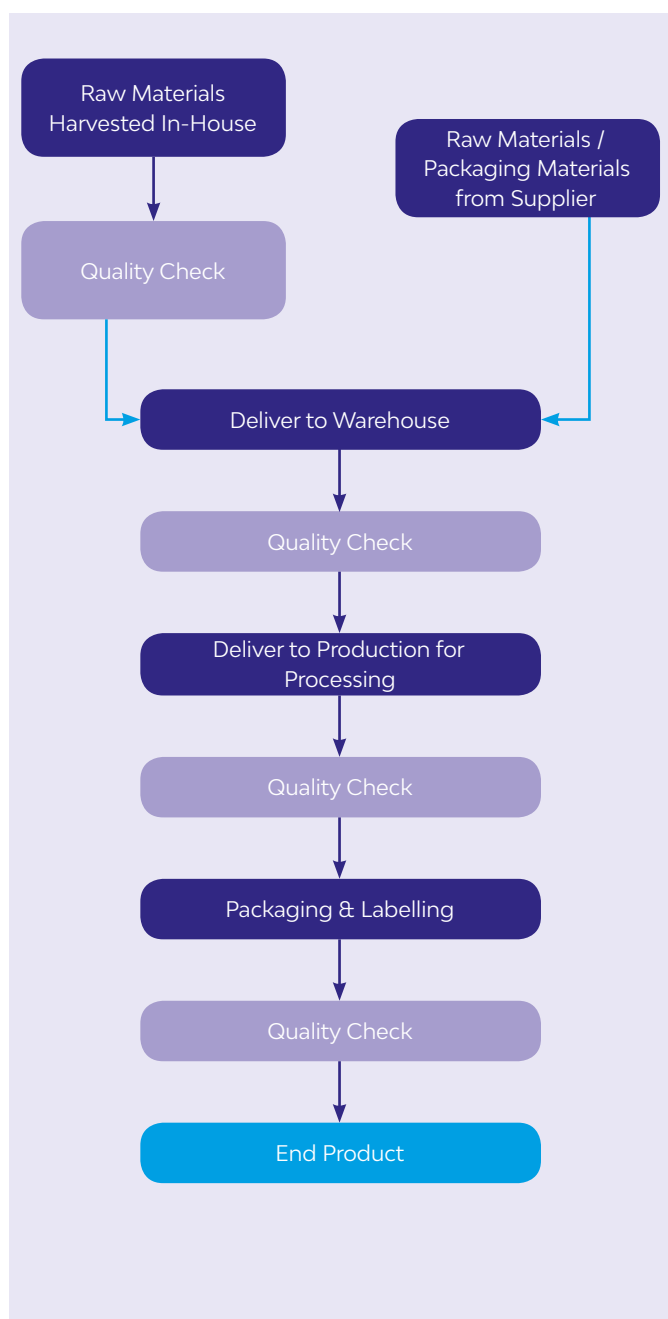 Raw Materials
Harvested In-House
Raw Materials /
Packaging Materials
from Supplier
Quality Check
Deliver to Warehouse
Quality Check
Deliver to Production for
Processing
Quality Check
Packaging & Labelling
Quality Check
End Product